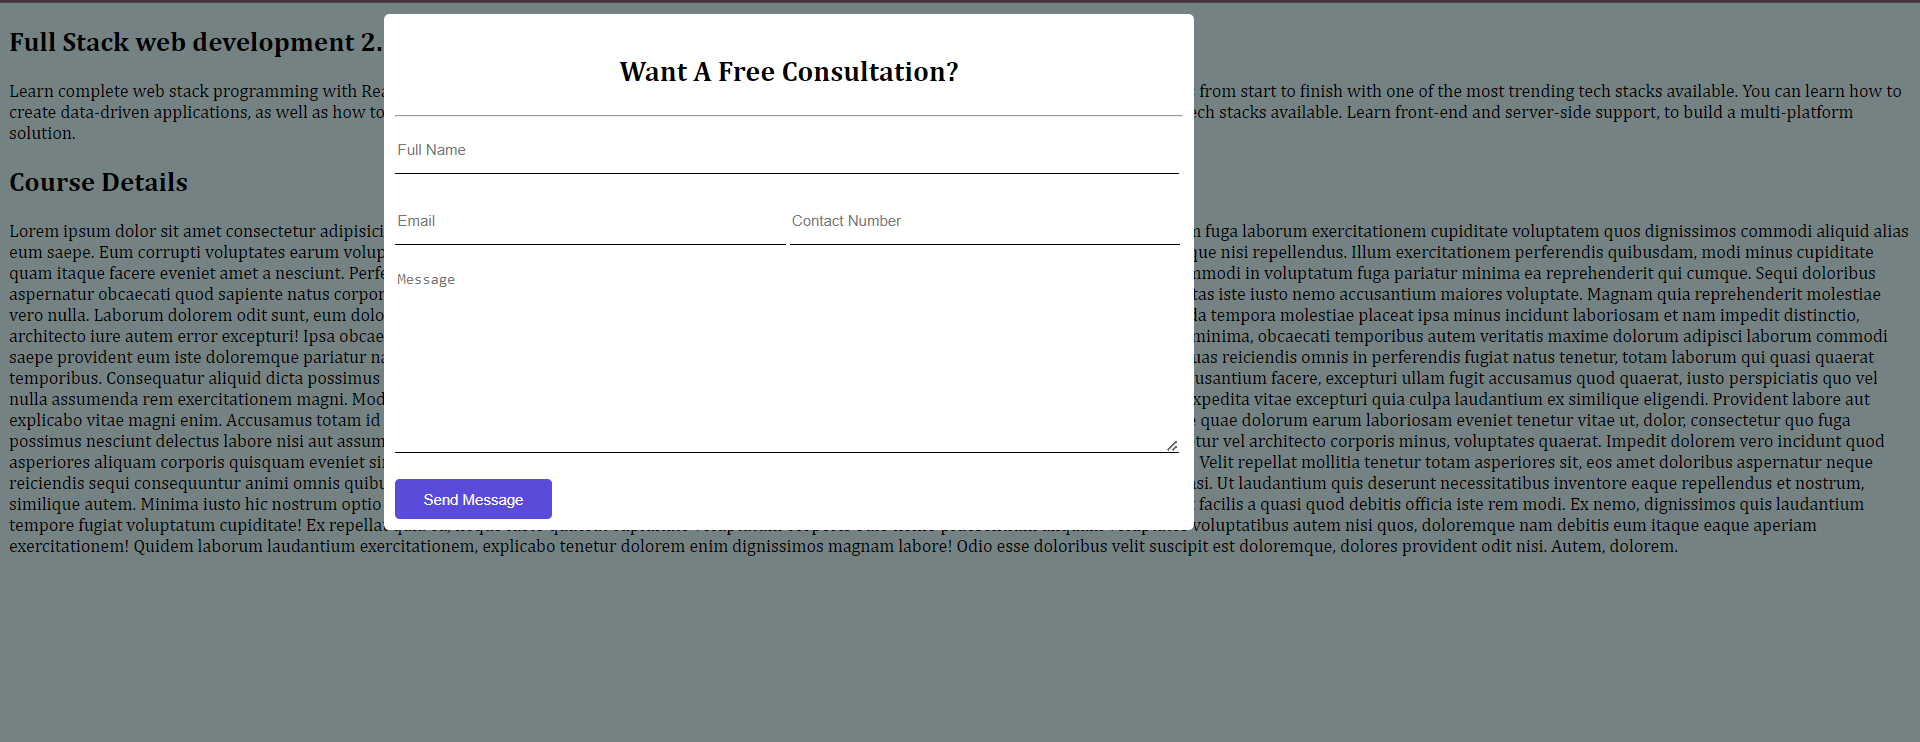 Full Stack web development 2.
Want A Free Consultation?
Learn complete web stack programming with Rea
from start to finish with one of the most trending tech stacks available. You can learn how to
create data-driven applications, as well as how to
ch stacks available. Learn front-end and server-side support, to build a multi-platform
solution.
Full Name
Course Details
Email Contact Number
Lorem ipsum dolor sit amet consectetur adipisici
fuga laborum exercitationem cupiditate voluptatem quos dignissimos commodi aliquid alias
eum saepe. Eum corrupti voluptates earum volup
que nisi repellendus. Illum exercitationem perferendis quibusdam, modi minus cupiditate
quam itaque facere eveniet amet a nesciunt. Perfe
mmodi in voluptatum fuga pariatur minima ea reprehenderit qui cumque. Sequi doloribus
Message
aspernatur obcaecati quod sapiente natus corpor
tas iste iusto nemo accusantium maiores voluptate. Magnam quia reprehenderit molestiae
vero nulla. Laborum dolorem odit sunt, eum dolo
a tempora molestiae placeat ipsa minus incidunt laboriosam et nam impedit distinctio,
architecto iure autem error excepturi! Ipsa obcae
minima, obcaecati temporibus autem veritatis maxime dolorum adipisci laborum commodi
saepe provident eum iste doloremque pariatur na
uas reiciendis omnis in perferendis fugiat natus tenetur, totam laborum qui quasi quaerat
temporibus. Consequatur aliquid dicta possimus
usantium facere, excepturi ullam fugit accusamus quod quaerat, iusto perspiciatis quo vel
nulla assumenda rem exercitationem magni. Mod
xpedita vitae excepturi quia culpa laudantium ex similique eligendi. Provident labore aut
explicabo vitae magni enim. Accusamus totam id
quae dolorum earum laboriosam eveniet tenetur vitae ut, dolor, consectetur quo fuga
possimus nesciunt delectus labore nisi aut assum
tur vel architecto corporis minus, voluptates quaerat. Impedit dolorem vero incidunt quod
asperiores aliquam corporis quisquam eveniet si
Velit repellat mollitia tenetur totam asperiores sit, eos amet doloribus aspernatur neque
reiciendis sequi consequuntur animi omnis quibu
si. Ut laudantium quis deserunt necessitatibus inventore eaque repellendus et nostrum,
Send Message
similique autem. Minima iusto hic nostrum optio
facilis a quasi quod debitis officia iste rem modi. Ex nemo, dignissimos quis laudantium
tempore fugiat voluptatum cupiditate! Ex repella
voluptatibus autem nisi quos, doloremque nam debitis eum itaque eaque aperiam
exercitationem! Quidem laborum laudantium exercitationem, explicabo tenetur dolorem enim dignissimos magnam labore! Odio esse doloribus velit suscipit est doloremque, dolores provident odit nisi. Autem, dolorem.